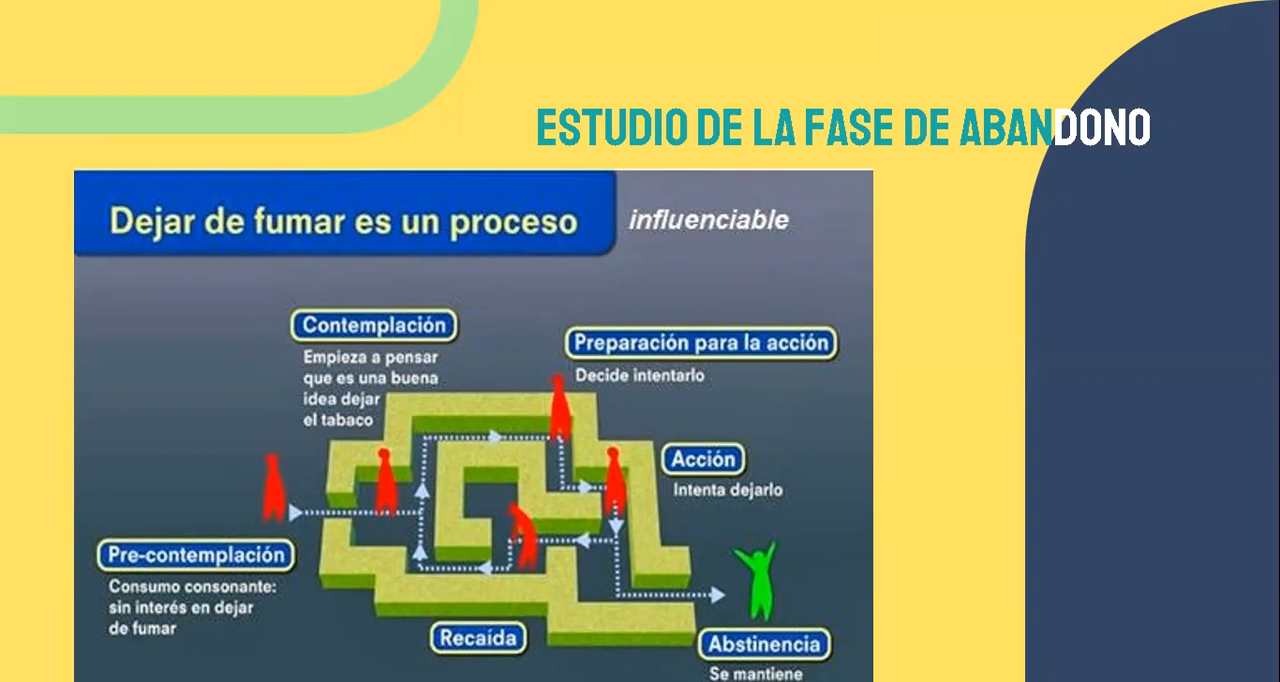 ESTUDIO DE LA FASE DE ABANDONO
Dejar de fumar es un proceso
influenciable
Contemplación
Empieza a pensar
que es una buena
idea dejar
el tabaco
Preparación para la acción
Decide intentarlo
Acción
Intenta dejarlo
Pre-contemplación
Consumo consonante:
sin interés en dejar
de fumar
Recaída
Abstinencia
Se mantiene